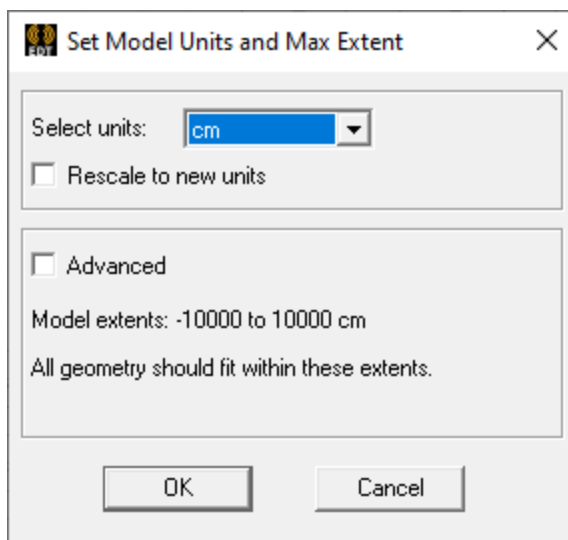 EDT Set Model Units and Max Extent
Select units: cm
Rescale to new units
Advanced
Model extents: -10000 to 10000 cm
All geometry should fit within these extents.
OK Cancel